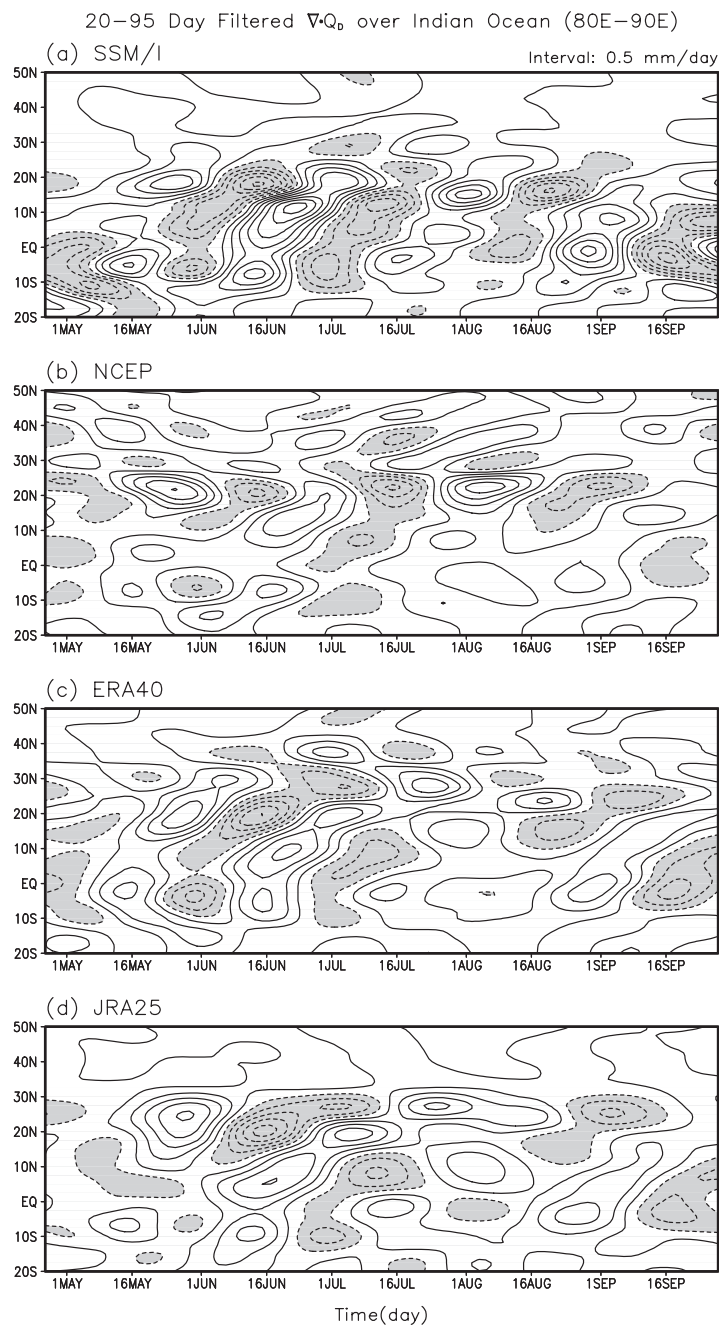 20−95 Day Filtered ∇•Q_D over Indian Ocean (80E−90E)
(a) SSM/I
Interval: 0.5 mm/day
50N
40N
30N
20N
10N
EQ
10S
20S
1MAY 16MAY 1JUN 16JUN 1JUL 16JUL 1AUG 16AUG 1SEP 16SEP
(b) NCEP
50N
40N
30N
20N
10N
EQ
10S
20S
1MAY 16MAY 1JUN 16JUN 1JUL 16JUL 1AUG 16AUG 1SEP 16SEP
(c) ERA40
50N
40N
30N
20N
10N
EQ
10S
20S
1MAY 16MAY 1JUN 16JUN 1JUL 16JUL 1AUG 16AUG 1SEP 16SEP
(d) JRA25
50N
40N
30N
20N
10N
EQ
10S
20S
1MAY 16MAY 1JUN 16JUN 1JUL 16JUL 1AUG 16AUG 1SEP 16SEP
Time(day)